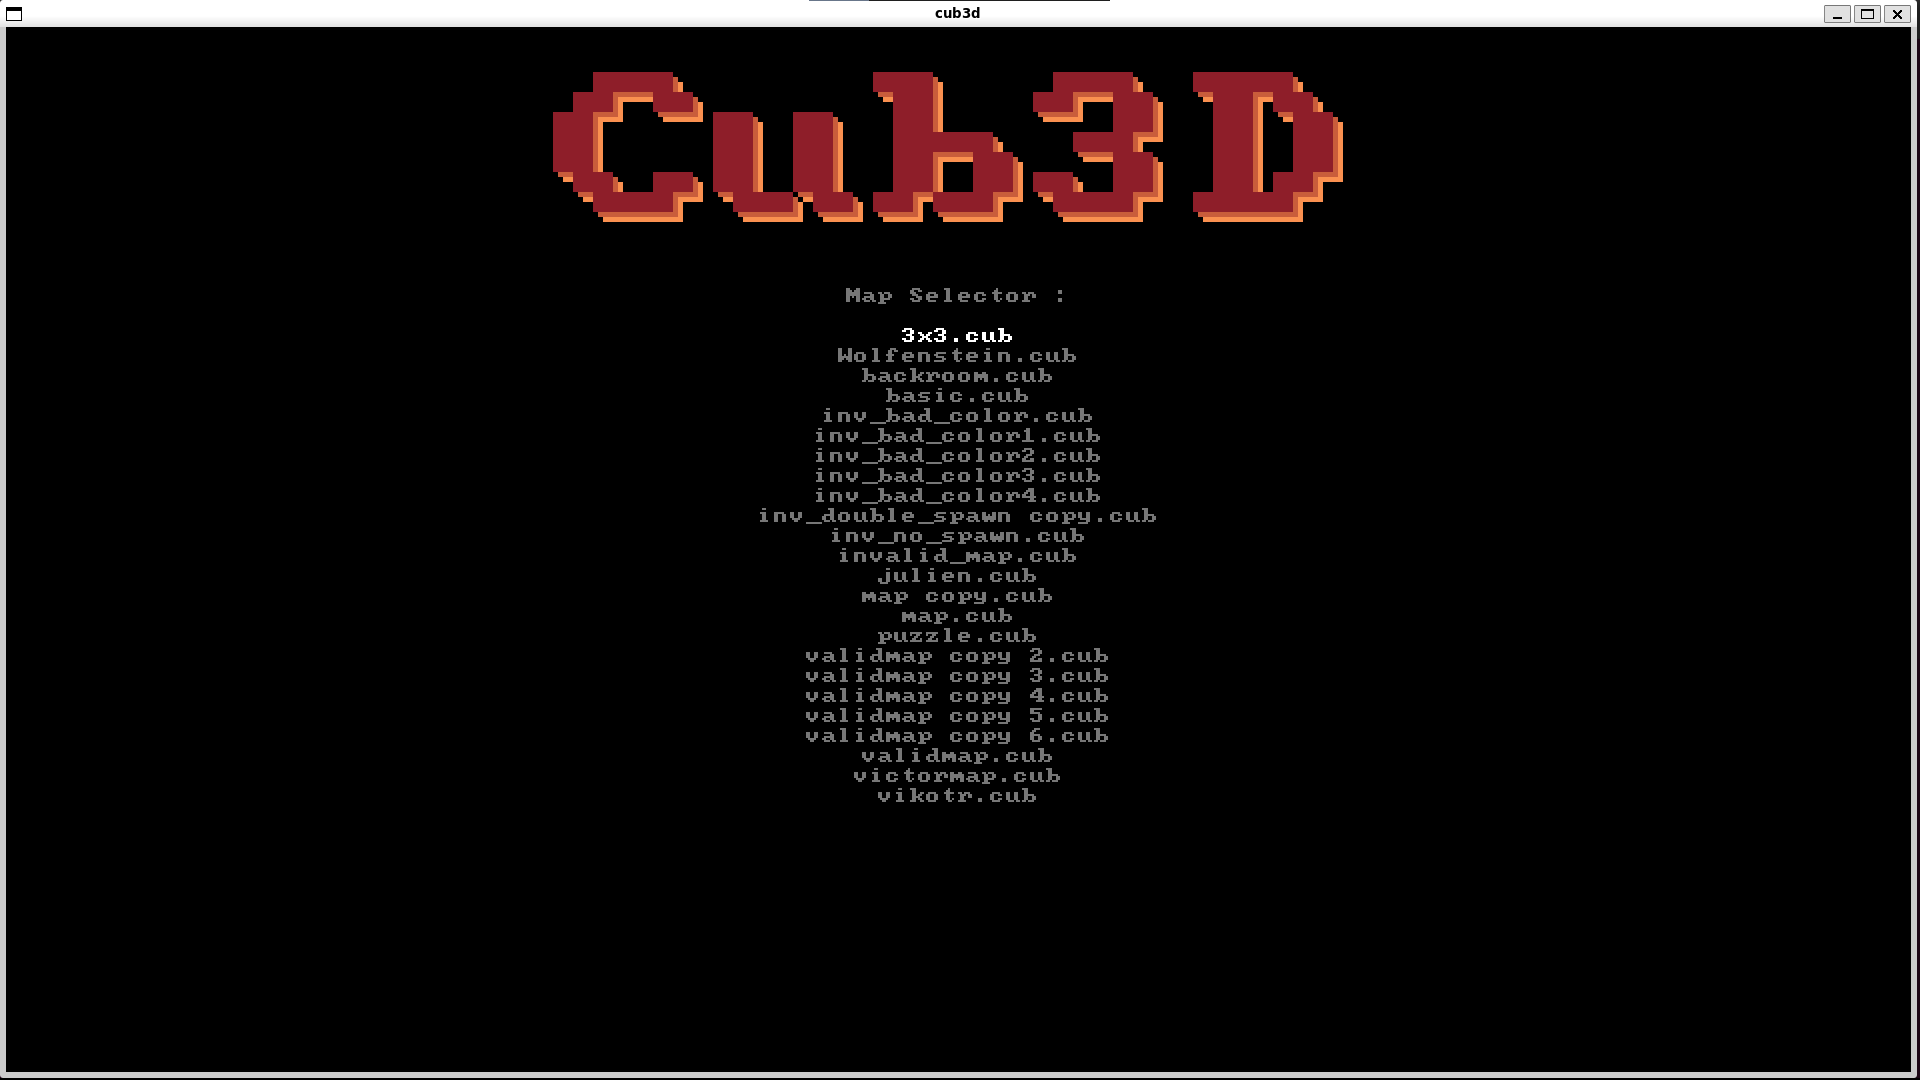 cub3d
Cub3D
Map Selector :
3x3.cub
Wolfenstein.cub
backroom.cub
basic.cub
inv_bad_color.cub
inv_bad_color1.cub
inv_bad_color2.cub
inv_bad_color3.cub
inv_bad_color4.cub
inv_double_spawn copy.cub
inv_no_spawn.cub
invalid_map.cub
julien.cub
map copy.cub
map.cub
puzzle.cub
validmap copy 2.cub
validmap copy 3.cub
validmap copy 4.cub
validmap copy 5.cub
validmap copy 6.cub
validmap.cub
victormap.cub
vikotr.cub